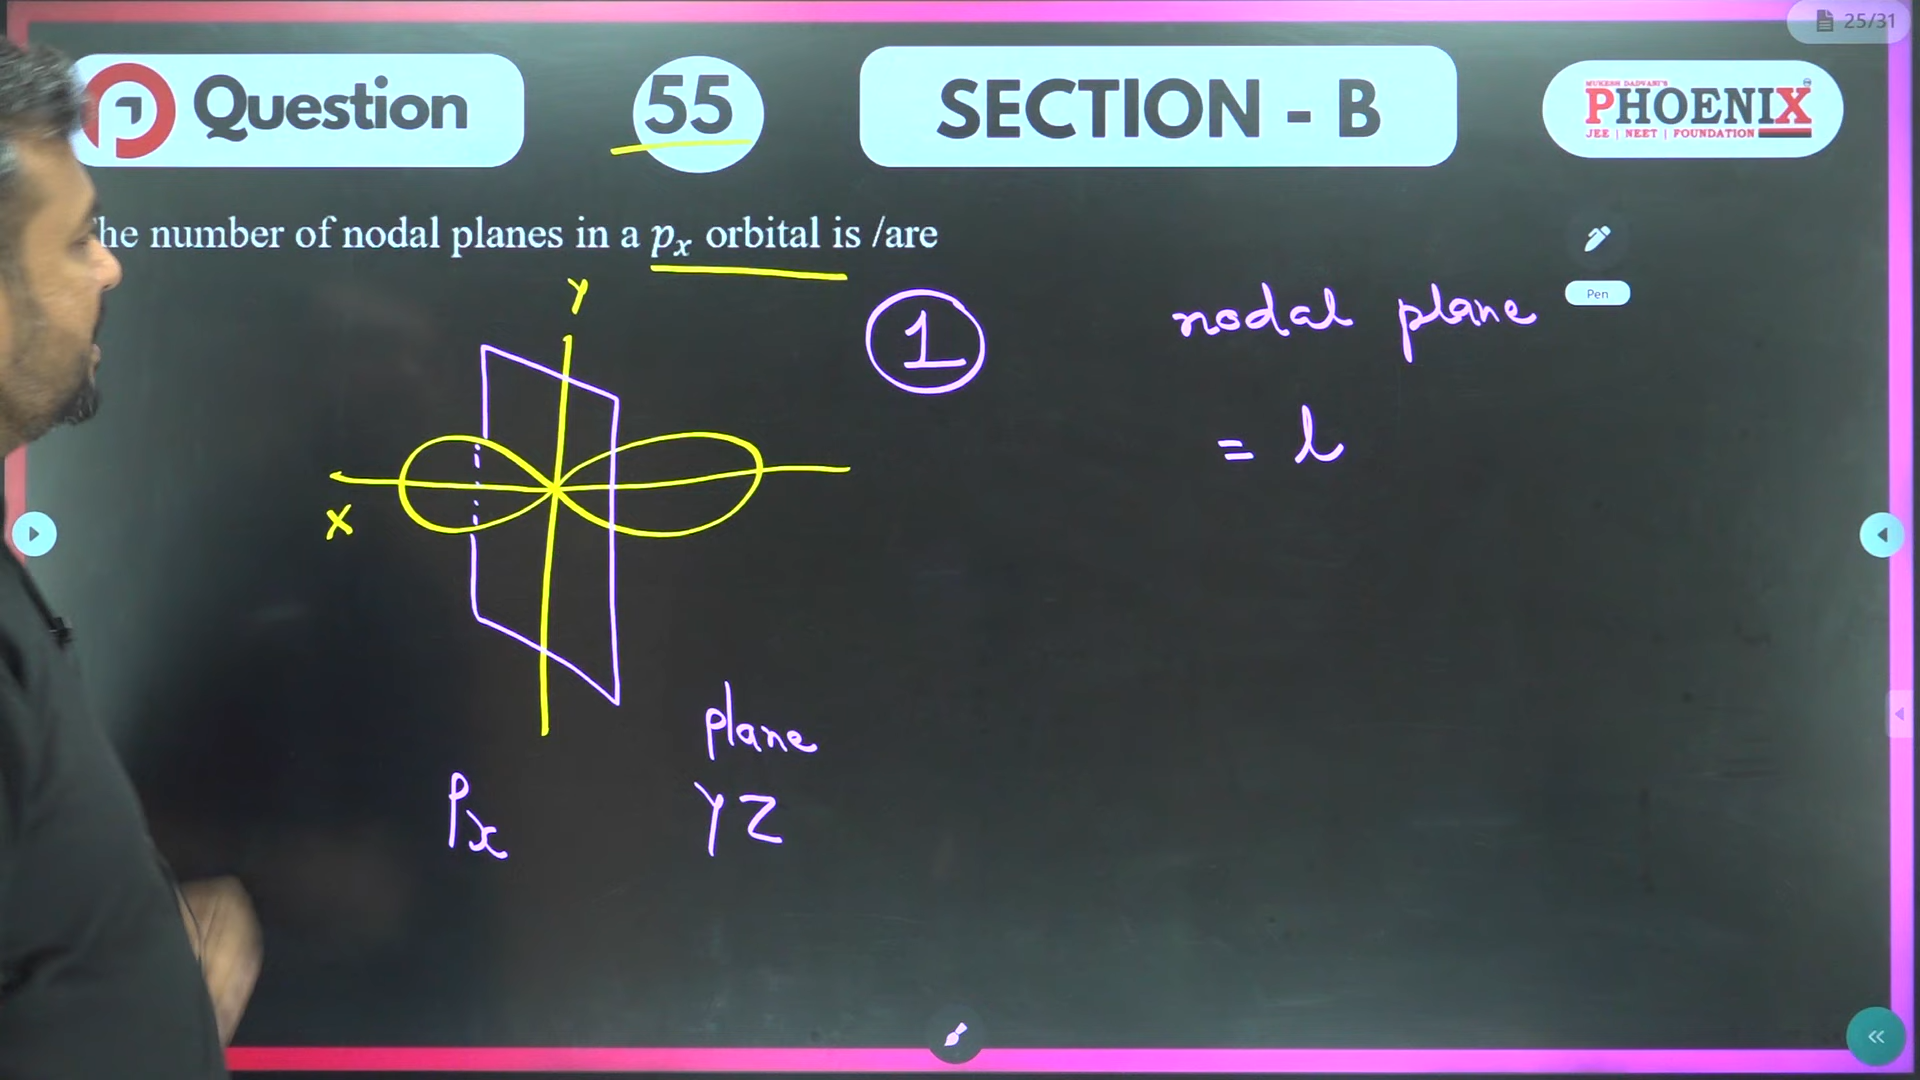 25/31
Question
55
SECTION - B
MUKESH DADVANI'S
PHOENIX
JEE | NEET | FOUNDATION
he number of nodal planes in a pₓ orbital is /are
Y
1
nodal plane
Pen
= l
X
plane
Pₓ
YZ